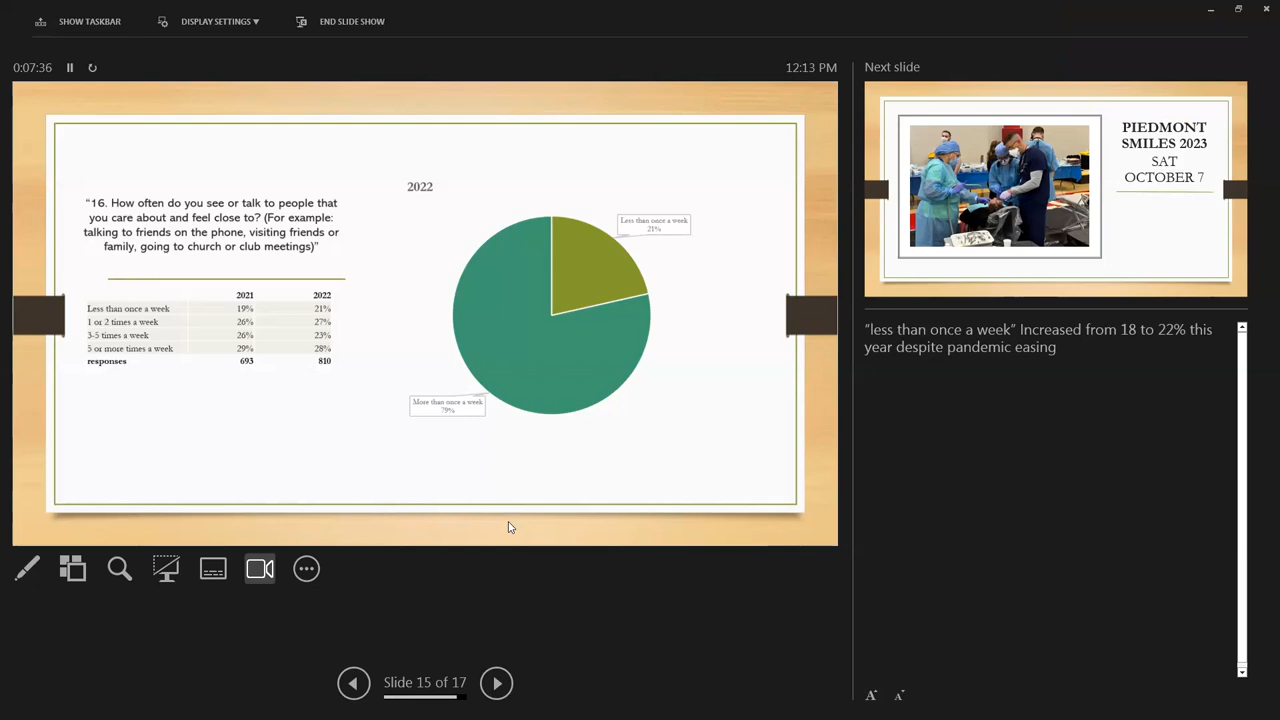 SHOW TASKBAR
DISPLAY SETTINGS ▼
END SLIDE SHOW
0:07:36
12:13 PM
“16. How often do you see or talk to people that
you care about and feel close to? (For example:
talking to friends on the phone, visiting friends or
family, going to church or club meetings)”
2021 2022
Less than once a week 19% 21%
1 or 2 times a week 26% 27%
3-5 times a week 26% 23%
5 or more times a week 29% 28%
responses 693 810
2022
Less than once a week
21%
More than once a week
79%
Slide 15 of 17
Next slide
PIEDMONT
SMILES 2023
SAT
OCTOBER 7
“less than once a week” Increased from 18 to 22% this
year despite pandemic easing
A A